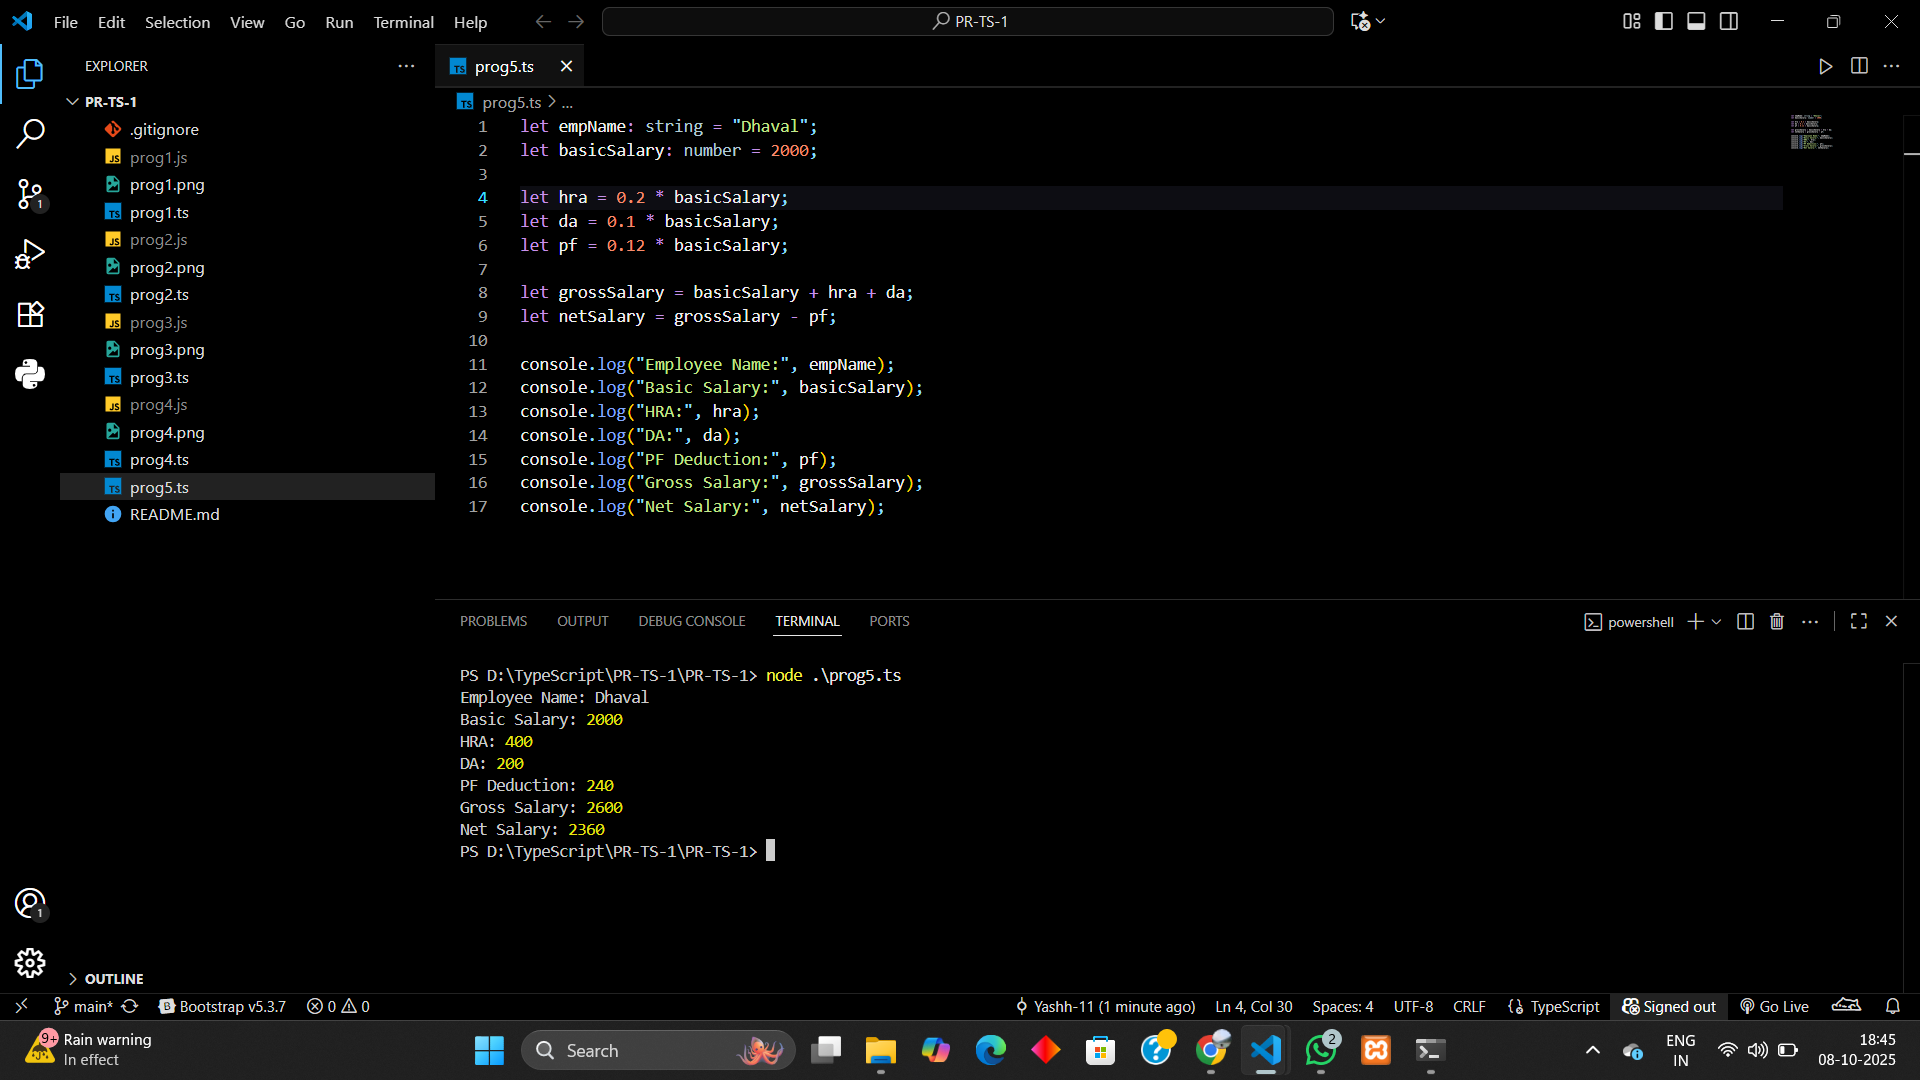 File Edit Selection View Go Run Terminal Help
PR-TS-1
EXPLORER
PR-TS-1
.gitignore
prog1.js
prog1.png
prog1.ts
prog2.js
prog2.png
prog2.ts
prog3.js
prog3.png
prog3.ts
prog4.js
prog4.png
prog4.ts
prog5.ts
README.md
OUTLINE
prog5.ts
prog5.ts > ...
1 let empName: string = "Dhaval";
2 let basicSalary: number = 2000;
3
4 let hra = 0.2 * basicSalary;
5 let da = 0.1 * basicSalary;
6 let pf = 0.12 * basicSalary;
7
8 let grossSalary = basicSalary + hra + da;
9 let netSalary = grossSalary - pf;
10
11 console.log("Employee Name:", empName);
12 console.log("Basic Salary:", basicSalary);
13 console.log("HRA:", hra);
14 console.log("DA:", da);
15 console.log("PF Deduction:", pf);
16 console.log("Gross Salary:", grossSalary);
17 console.log("Net Salary:", netSalary);
PROBLEMS OUTPUT DEBUG CONSOLE TERMINAL PORTS
powershell
PS D:\TypeScript\PR-TS-1\PR-TS-1> node .\prog5.ts
Employee Name: Dhaval
Basic Salary: 2000
HRA: 400
DA: 200
PF Deduction: 240
Gross Salary: 2600
Net Salary: 2360
PS D:\TypeScript\PR-TS-1\PR-TS-1>
main* Bootstrap v5.3.7 0 0 Yashh-11 (1 minute ago) Ln 4, Col 30 Spaces: 4 UTF-8 CRLF {} TypeScript Signed out Go Live
9+ Rain warning
In effect
Search
2
ENG
IN
18:45
08-10-2025